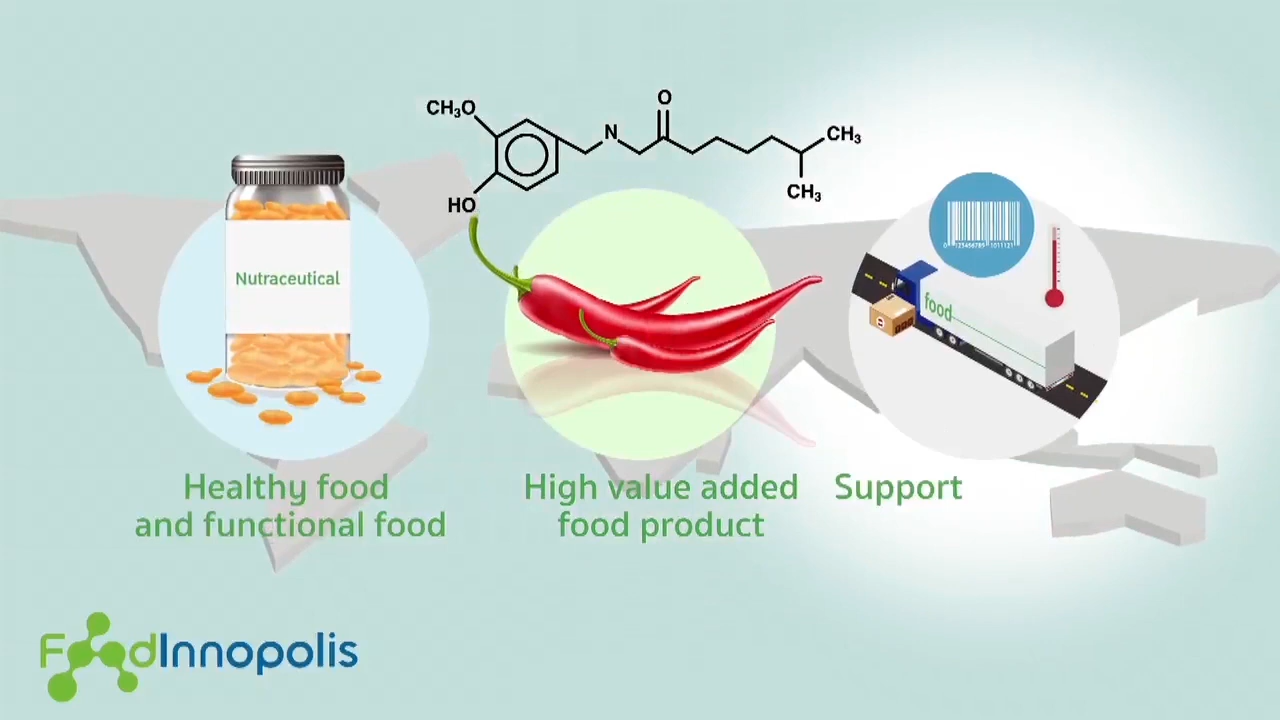 CH₃O
O
N
CH₃
CH₃
HO
Nutraceutical
food
Healthy food
and functional food
High value added
food product
Support
FoodInnopolis